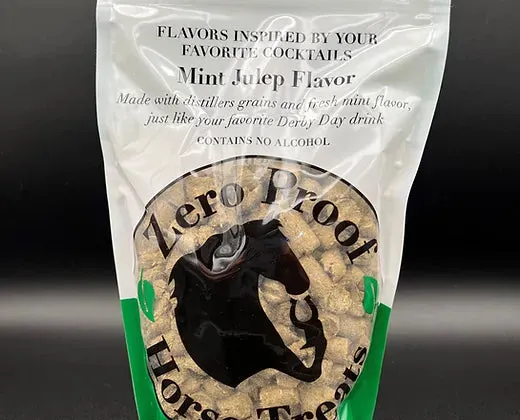 FLAVORS INSPIRED BY YOUR
FAVORITE COCKTAILS
Mint Julep Flavor
Made with distillers grains and fresh mint flavor,
just like your favorite Derby Day drink
CONTAINS NO ALCOHOL
Zero Proof
Horse Treats